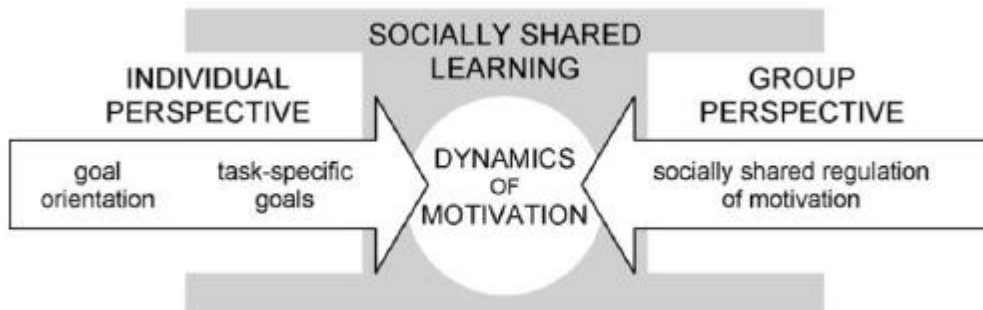 SOCIALLY SHARED
LEARNING
INDIVIDUAL
PERSPECTIVE
goal
orientation
task-specific
goals
DYNAMICS
OF
MOTIVATION
GROUP
PERSPECTIVE
socially shared regulation
of motivation